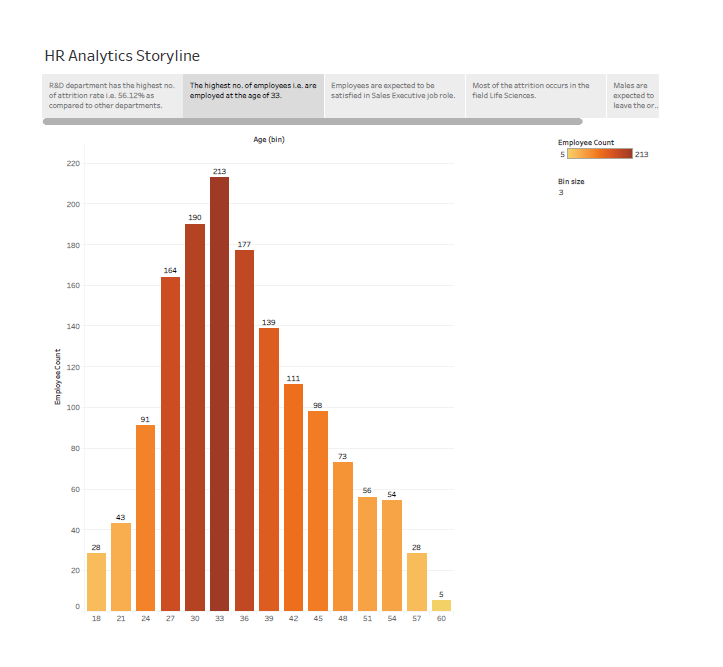 HR Analytics Storyline
R&D department has the highest no.
of attrition rate i.e. 56.12% as
compared to other departments.
The highest no. of employees i.e. are
employed at the age of 33.
Employees are expected to be
satisfied in Sales Executive job role.
Most of the attrition occurs in the
field Life Sciences.
Males are
expected to
leave the or..
Age (bin)
Employee Count
5 213
Bin size
3
Employee Count
220
200
180
160
140
120
100
80
60
40
20
0
28
43
91
164
190
213
177
139
111
98
73
56
54
28
5
18 21 24 27 30 33 36 39 42 45 48 51 54 57 60